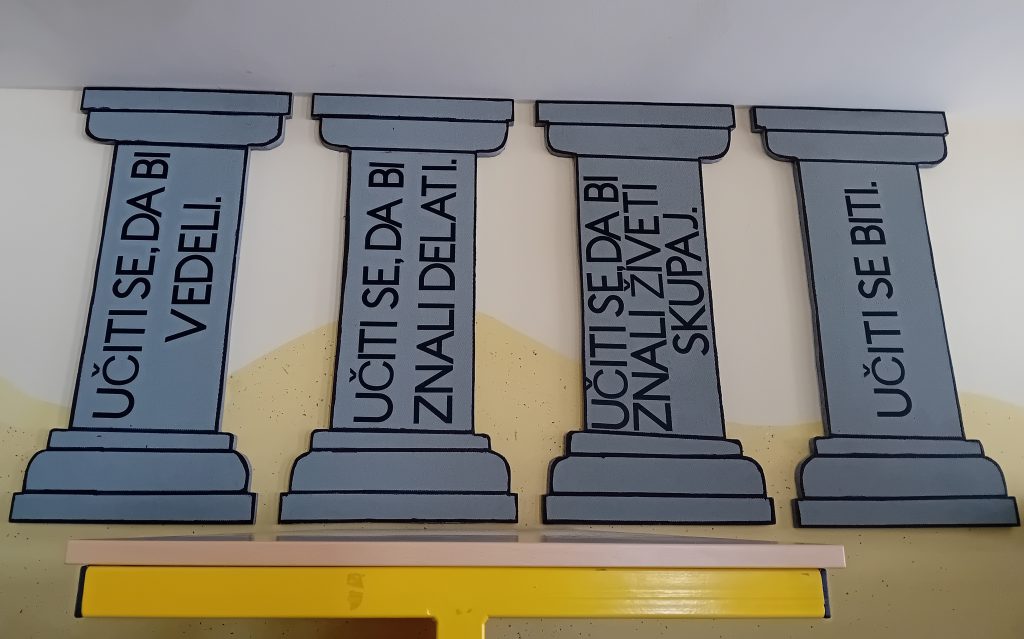 UČITI SE, DA BI
VEDELI.
UČITI SE, DA BI
ZNALI DELATI.
UČITI SE, DA BI
ZNALI ŽIVETI
SKUPAJ.
UČITI SE BITI.